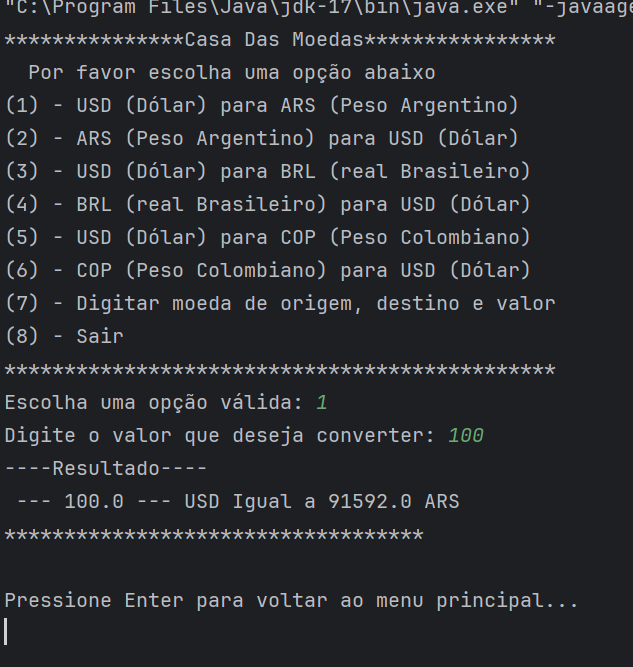 "C:\Program Files\Java\jdk-17\bin\java.exe" "-javaage
***************Casa Das Moedas****************
  Por favor escolha uma opção abaixo
(1) - USD (Dólar) para ARS (Peso Argentino)
(2) - ARS (Peso Argentino) para USD (Dólar)
(3) - USD (Dólar) para BRL (real Brasileiro)
(4) - BRL (real Brasileiro) para USD (Dólar)
(5) - USD (Dólar) para COP (Peso Colombiano)
(6) - COP (Peso Colombiano) para USD (Dólar)
(7) - Digitar moeda de origem, destino e valor
(8) - Sair
**********************************************
Escolha uma opção válida: 1
Digite o valor que deseja converter: 100
----Resultado----
 --- 100.0 --- USD Igual a 91592.0 ARS
***********************************
Pressione Enter para voltar ao menu principal...